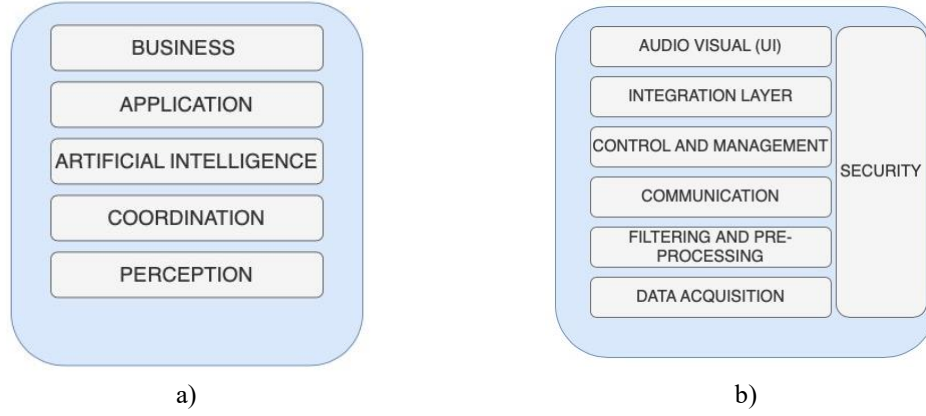 BUSINESS
APPLICATION
ARTIFICIAL INTELLIGENCE
COORDINATION
PERCEPTION
a)
AUDIO VISUAL (UI)
INTEGRATION LAYER
CONTROL AND MANAGEMENT
COMMUNICATION
FILTERING AND PRE-
PROCESSING
DATA ACQUISITION
SECURITY
b)